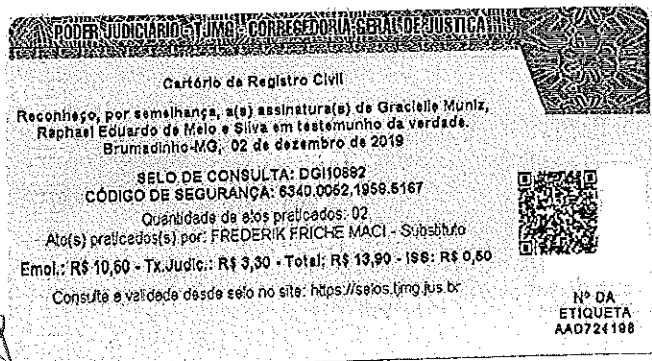 PODER JUDICIÁRIO - TJMG - CORREGEDORIA GERAL DE JUSTIÇA
Cartório de Registro Civil
Reconheço, por semelhança, a(s) assinatura(s) de Gracielle Muniz,
Raphael Eduardo de Melo e Silva em testemunho da verdade.
Brumadinho-MG, 02 de dezembro de 2019
SELO DE CONSULTA: DGI10892
CÓDIGO DE SEGURANÇA: 6340.0052.1959.5167
Quantidade de atos praticados: 02
Ato(s) praticados(s) por: FREDERIK FRICHE MACI - Substituto
Emol.: R$ 10,60 - Tx.Judic.: R$ 3,30 - Total: R$ 13,90 - ISS: R$ 0,50
Consulte a validade desde selo no site: https://selos.tjmg.jus.br
Nº DA
ETIQUETA
AAD724198